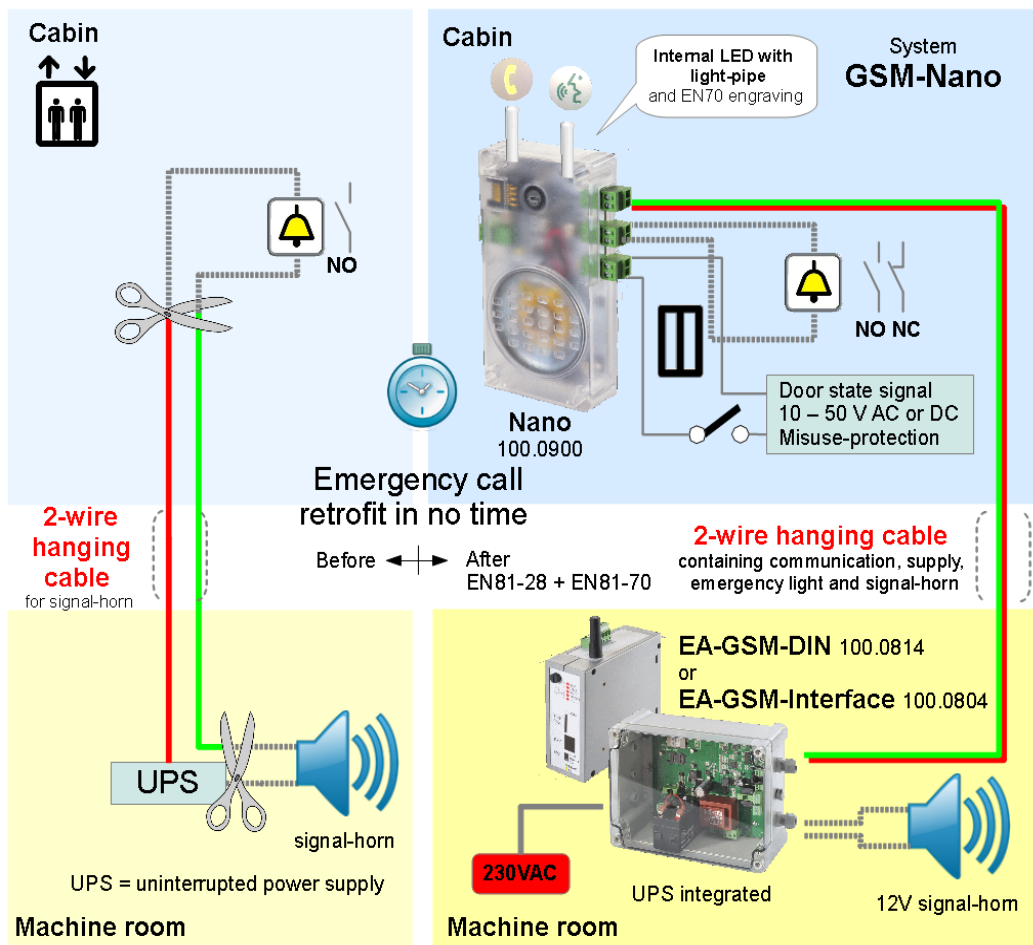 Cabin
NO
Cabin
Internal LED with
light-pipe
and EN70 engraving
System
GSM-Nano
NO NC
Door state signal
10 – 50 V AC or DC
Misuse-protection
Nano
100.0900
Emergency call
retrofit in no time
Before
After
EN81-28 + EN81-70
2-wire
hanging
cable
for signal-horn
2-wire hanging cable
containing communication, supply,
emergency light and signal-horn
UPS
signal-horn
UPS = uninterrupted power supply
Machine room
EA-GSM-DIN 100.0814
or
EA-GSM-Interface 100.0804
230VAC
UPS integrated
12V signal-horn
Machine room